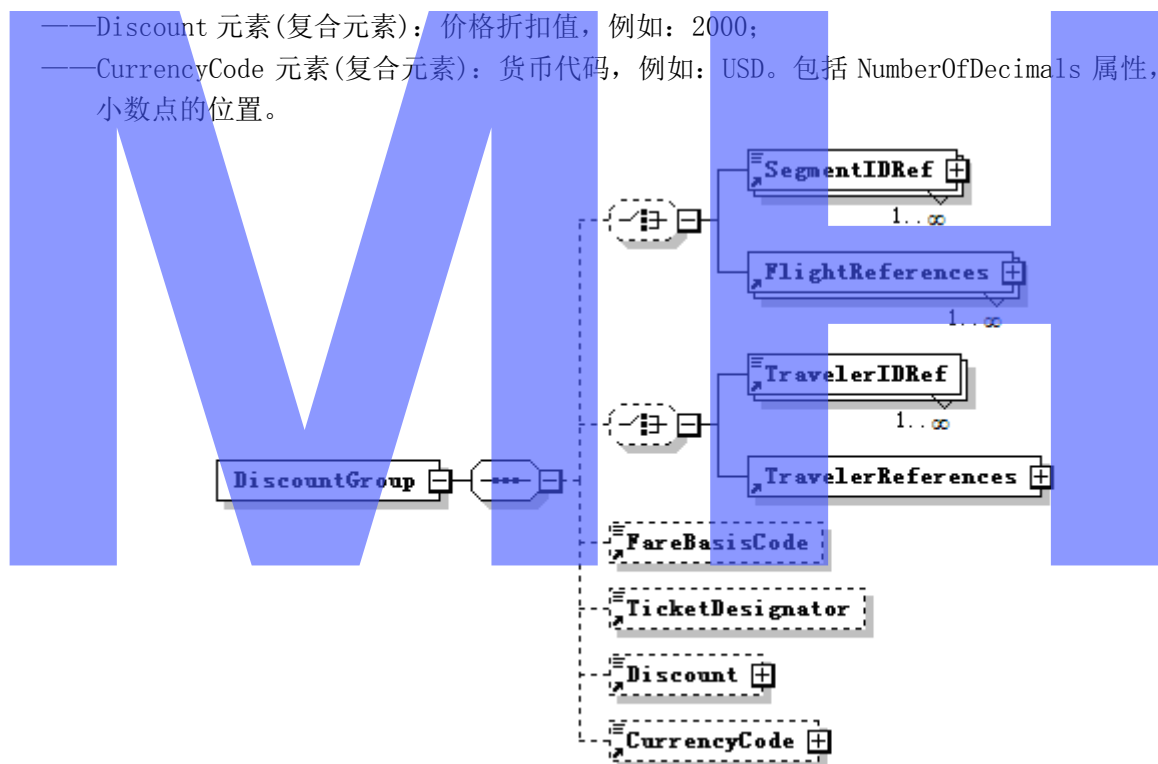 ——Discount 元素(复合元素): 价格折扣值, 例如: 2000;
——CurrencyCode 元素(复合元素): 货币代码, 例如: USD。包括 NumberOfDecimals 属性,
小数点的位置。
SegmentIDRef
1..∞
FlightReferences
1..∞
TravelerIDRef
1..∞
DiscountGroup
TravelerReferences
FareBasisCode
TicketDesignator
Discount
CurrencyCode
MH